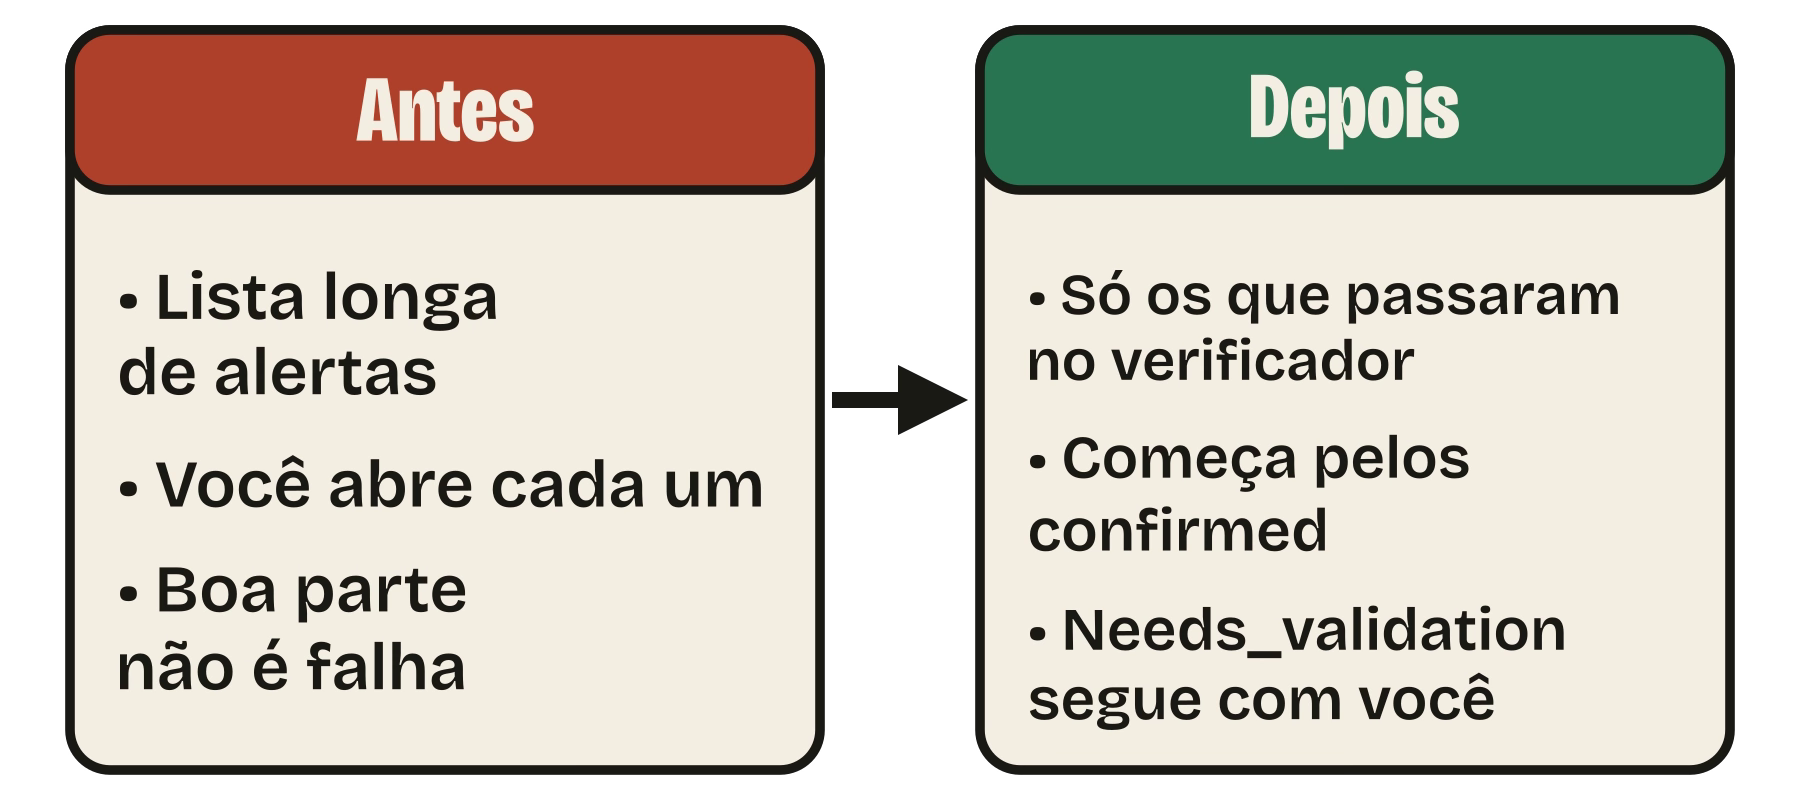 Antes
• Lista longa
de alertas
• Você abre cada um
• Boa parte
não é falha
Depois
• Só os que passaram
no verificador
• Começa pelos
confirmed
• Needs_validation
segue com você